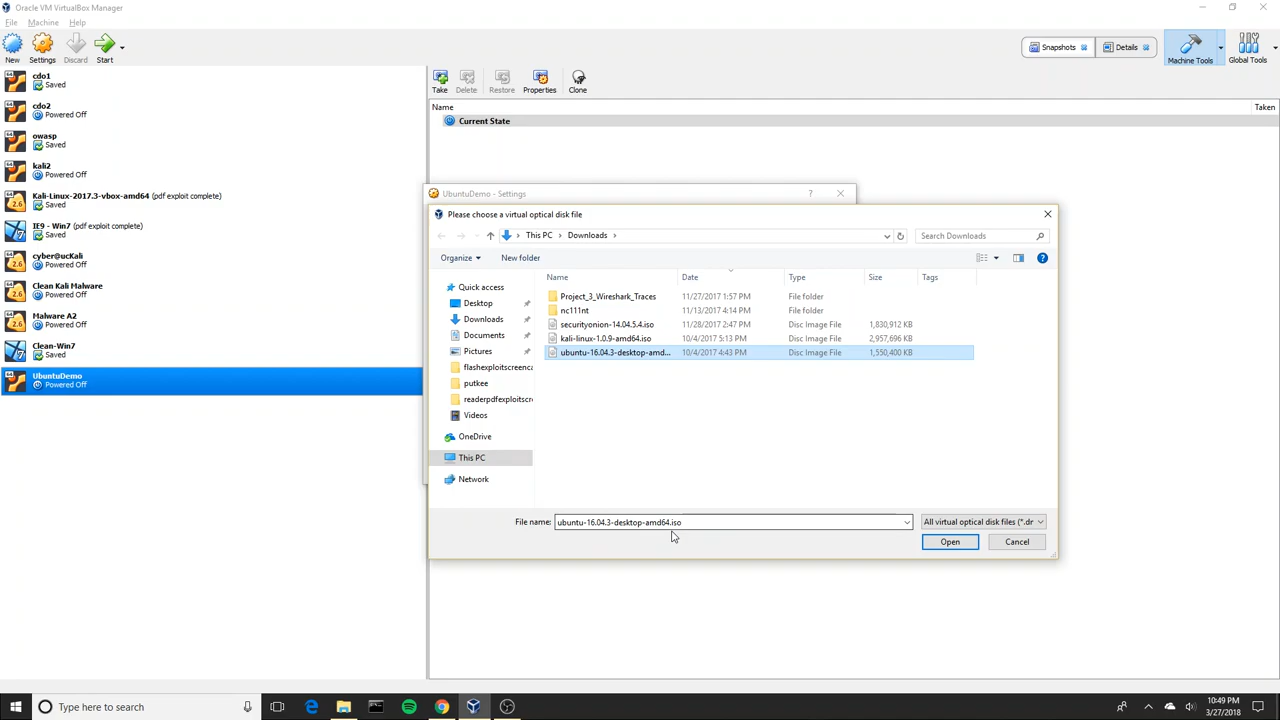 Oracle VM VirtualBox Manager
File Machine Help
New Settings Discard Start
Snapshots Details Machine Tools Global Tools
cdo1
Saved
cdo2
Powered Off
owasp
Saved
kali2
Powered Off
Kali-Linux-2017.3-vbox-amd64 (pdf exploit complete)
Saved
IE9 - Win7 (pdf exploit complete)
Saved
cyber@ucKali
Powered Off
Clean Kali Malware
Powered Off
Malware A2
Powered Off
Clean-Win7
Saved
UbuntuDemo
Powered Off
Take Delete Restore Properties Clone
Name Taken
Current State
UbuntuDemo - Settings
Please choose a virtual optical disk file
This PC > Downloads >
Search Downloads
Organize New folder
Name Date Type Size Tags
Quick access
Desktop
Downloads
Documents
Pictures
flashexploitscreenca
putkee
readerpdfexploitscr
Videos
OneDrive
This PC
Network
Project_3_Wireshark_Traces 11/27/2017 1:57 PM File folder
nc111nt 11/13/2017 4:14 PM File folder
securityonion-14.04.5.4.iso 11/28/2017 2:47 PM Disc Image File 1,830,912 KB
kali-linux-1.0.9-amd64.iso 10/4/2017 5:13 PM Disc Image File 2,957,696 KB
ubuntu-16.04.3-desktop-amd... 10/4/2017 4:43 PM Disc Image File 1,550,400 KB
File name: ubuntu-16.04.3-desktop-amd64.iso
All virtual optical disk files (*.dr
Open Cancel
Type here to search
10:49 PM
3/27/2018